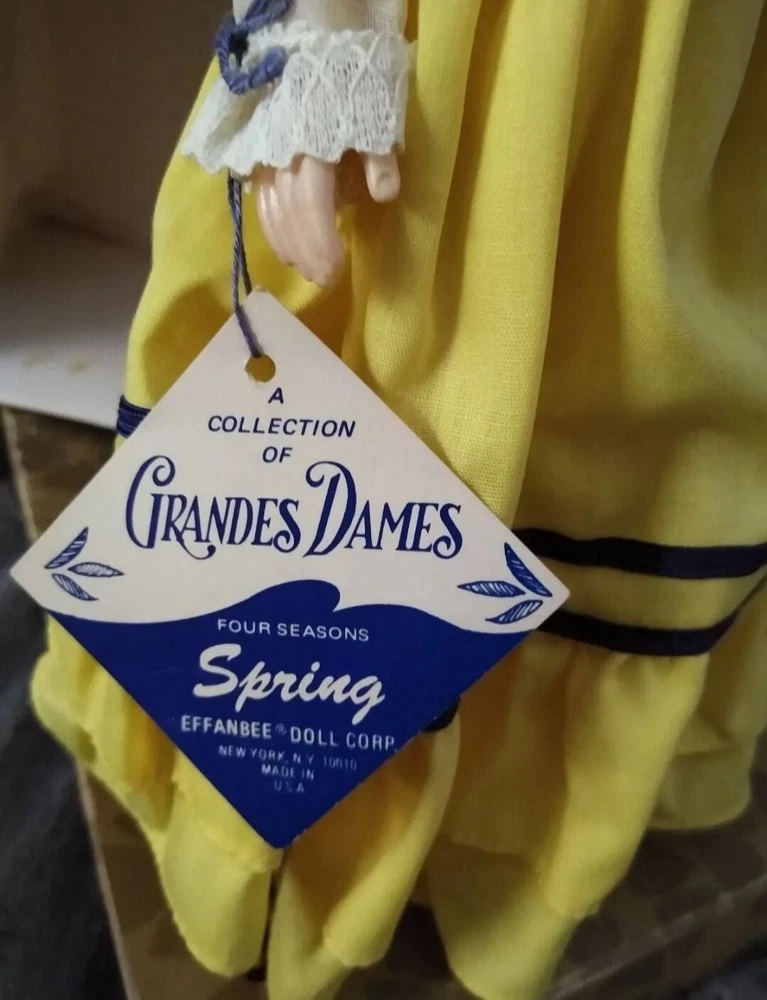 A
COLLECTION
OF
GRANDES DAMES
FOUR SEASONS
Spring
EFFANBEE® DOLL CORP.
NEW YORK, N.Y. 10010
MADE IN
U.S.A